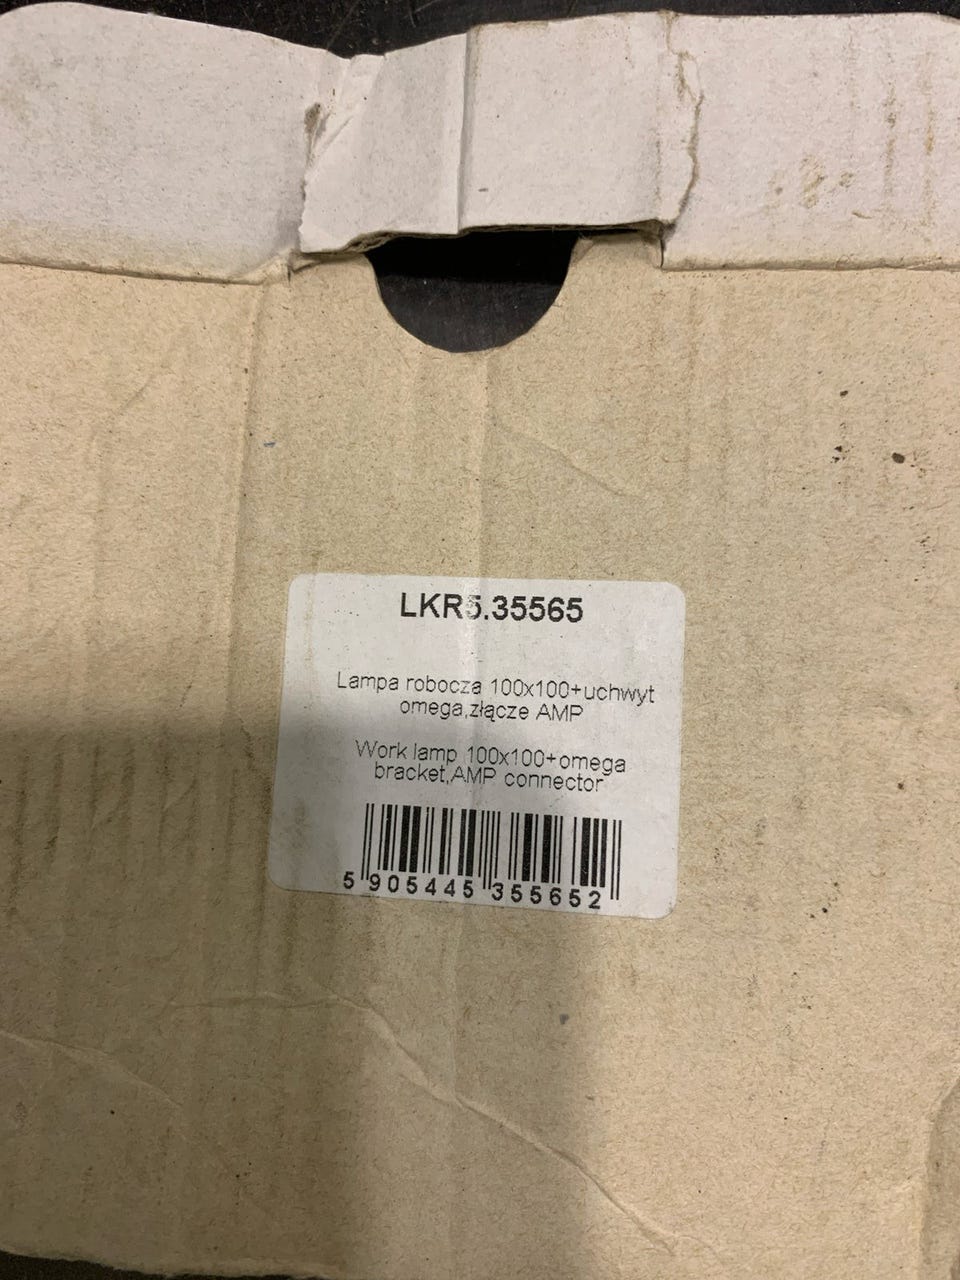 LKR5.35565
Lampa robocza 100x100+uchwyt
omega,złącze AMP
Work lamp 100x100+omega
bracket,AMP connector
5 905445 355652